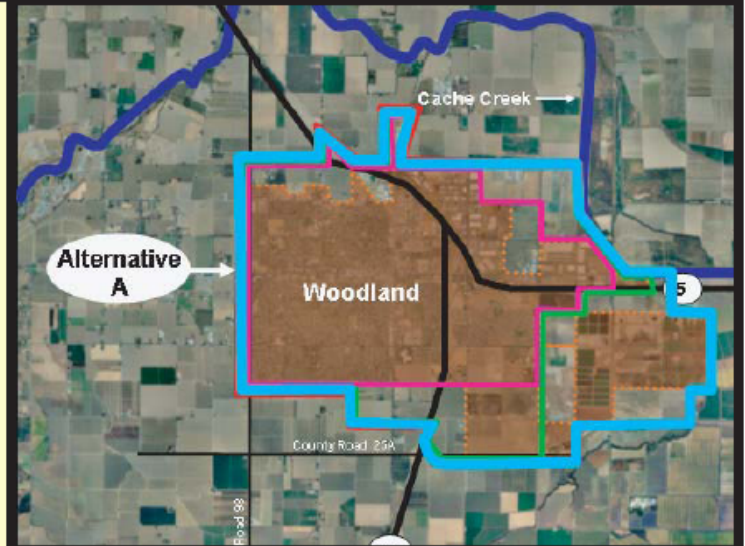 Cache Creek
Alternative
A
Woodland
5
County Road 25A
Road 98